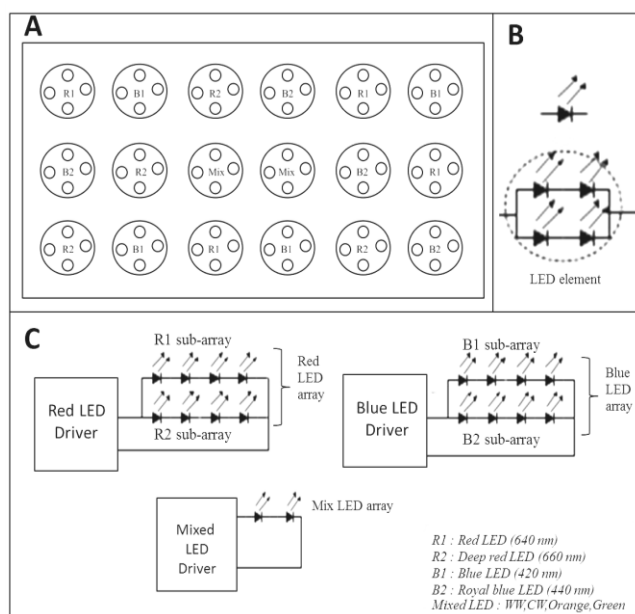 A
R1 B1 R2 B2 R1 B1
B2 R2 Mix Mix B2 R1
R2 B1 R1 B1 R2 B2
B
LED element
C
R1 sub-array
Red LED Driver
R2 sub-array
Red
LED
array
B1 sub-array
Blue LED
Driver
B2 sub-array
Blue
LED
array
Mixed
LED
Driver
Mix LED array
R1 : Red LED (640 nm)
R2 : Deep red LED (660 nm)
B1 : Blue LED (420 nm)
B2 : Royal blue LED (440 nm)
Mixed LED : WW,CW,Orange,Green